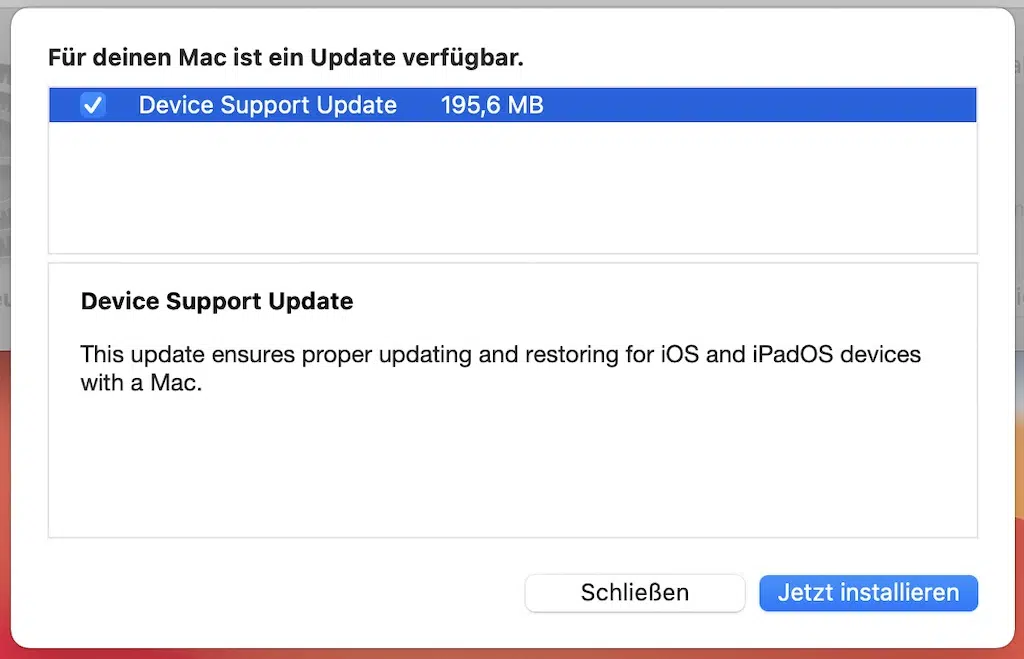 Für deinen Mac ist ein Update verfügbar.
Device Support Update 195,6 MB
Device Support Update
This update ensures proper updating and restoring for iOS and iPadOS devices
with a Mac.
Schließen Jetzt installieren